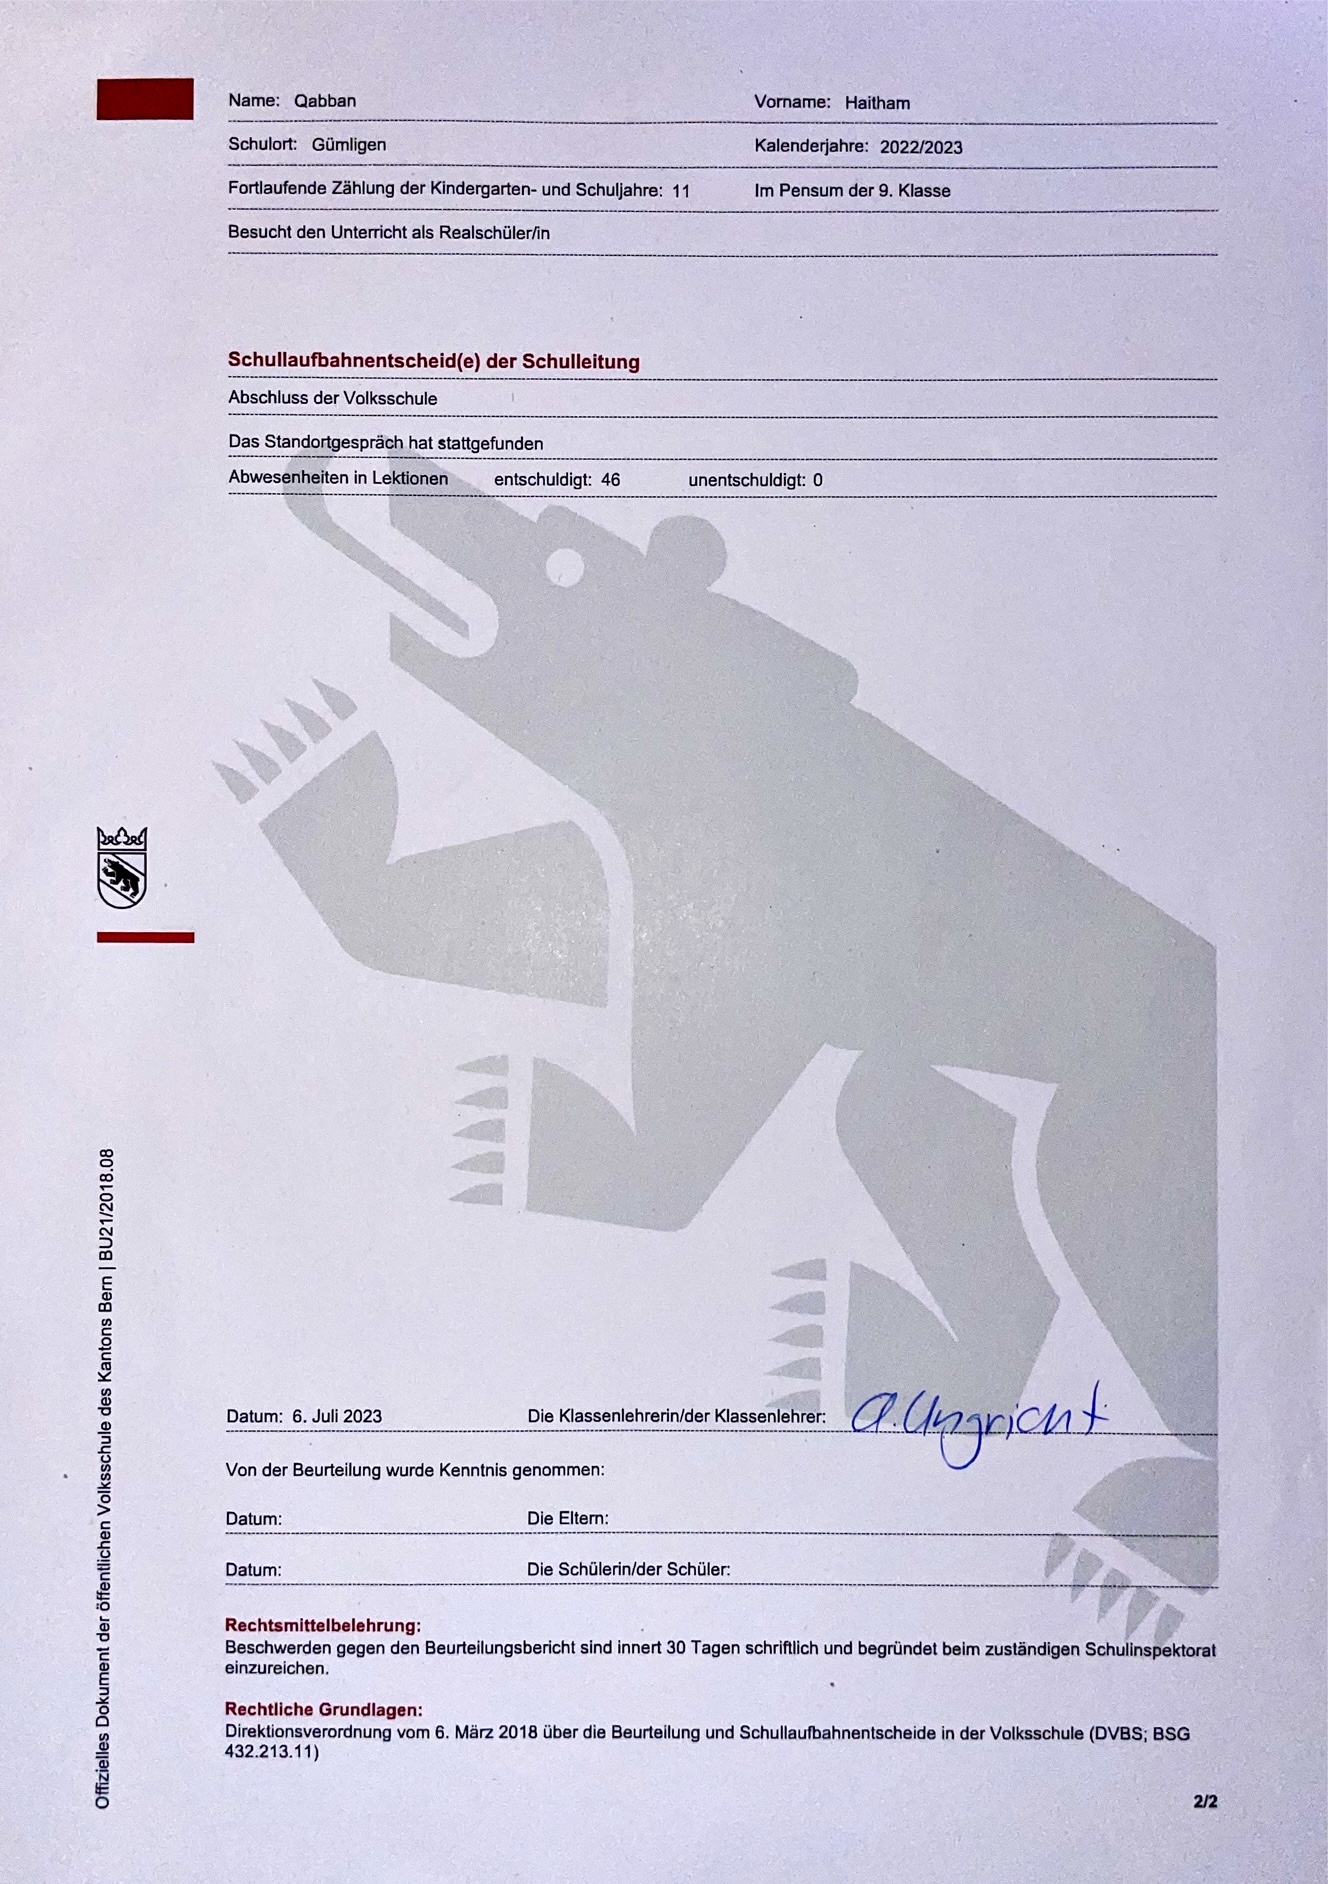 Name: Qabban Vorname: Haitham
Schulort: Gümligen Kalenderjahre: 2022/2023
Fortlaufende Zählung der Kindergarten- und Schuljahre: 11 Im Pensum der 9. Klasse
Besucht den Unterricht als Realschüler/in
Schullaufbahnentscheid(e) der Schulleitung
Abschluss der Volksschule
Das Standortgespräch hat stattgefunden
Abwesenheiten in Lektionen entschuldigt: 46 unentschuldigt: 0
Offizielles Dokument der öffentlichen Volksschule des Kantons Bern | BU21/2018.08
Datum: 6. Juli 2023 Die Klassenlehrerin/der Klassenlehrer: A. Ungricht
Von der Beurteilung wurde Kenntnis genommen:
Datum: Die Eltern:
Datum: Die Schülerin/der Schüler:
Rechtsmittelbelehrung:
Beschwerden gegen den Beurteilungsbericht sind innert 30 Tagen schriftlich und begründet beim zuständigen Schulinspektorat
einzureichen.
Rechtliche Grundlagen:
Direktionsverordnung vom 6. März 2018 über die Beurteilung und Schullaufbahnentscheide in der Volksschule (DVBS; BSG
432.213.11)
2/2